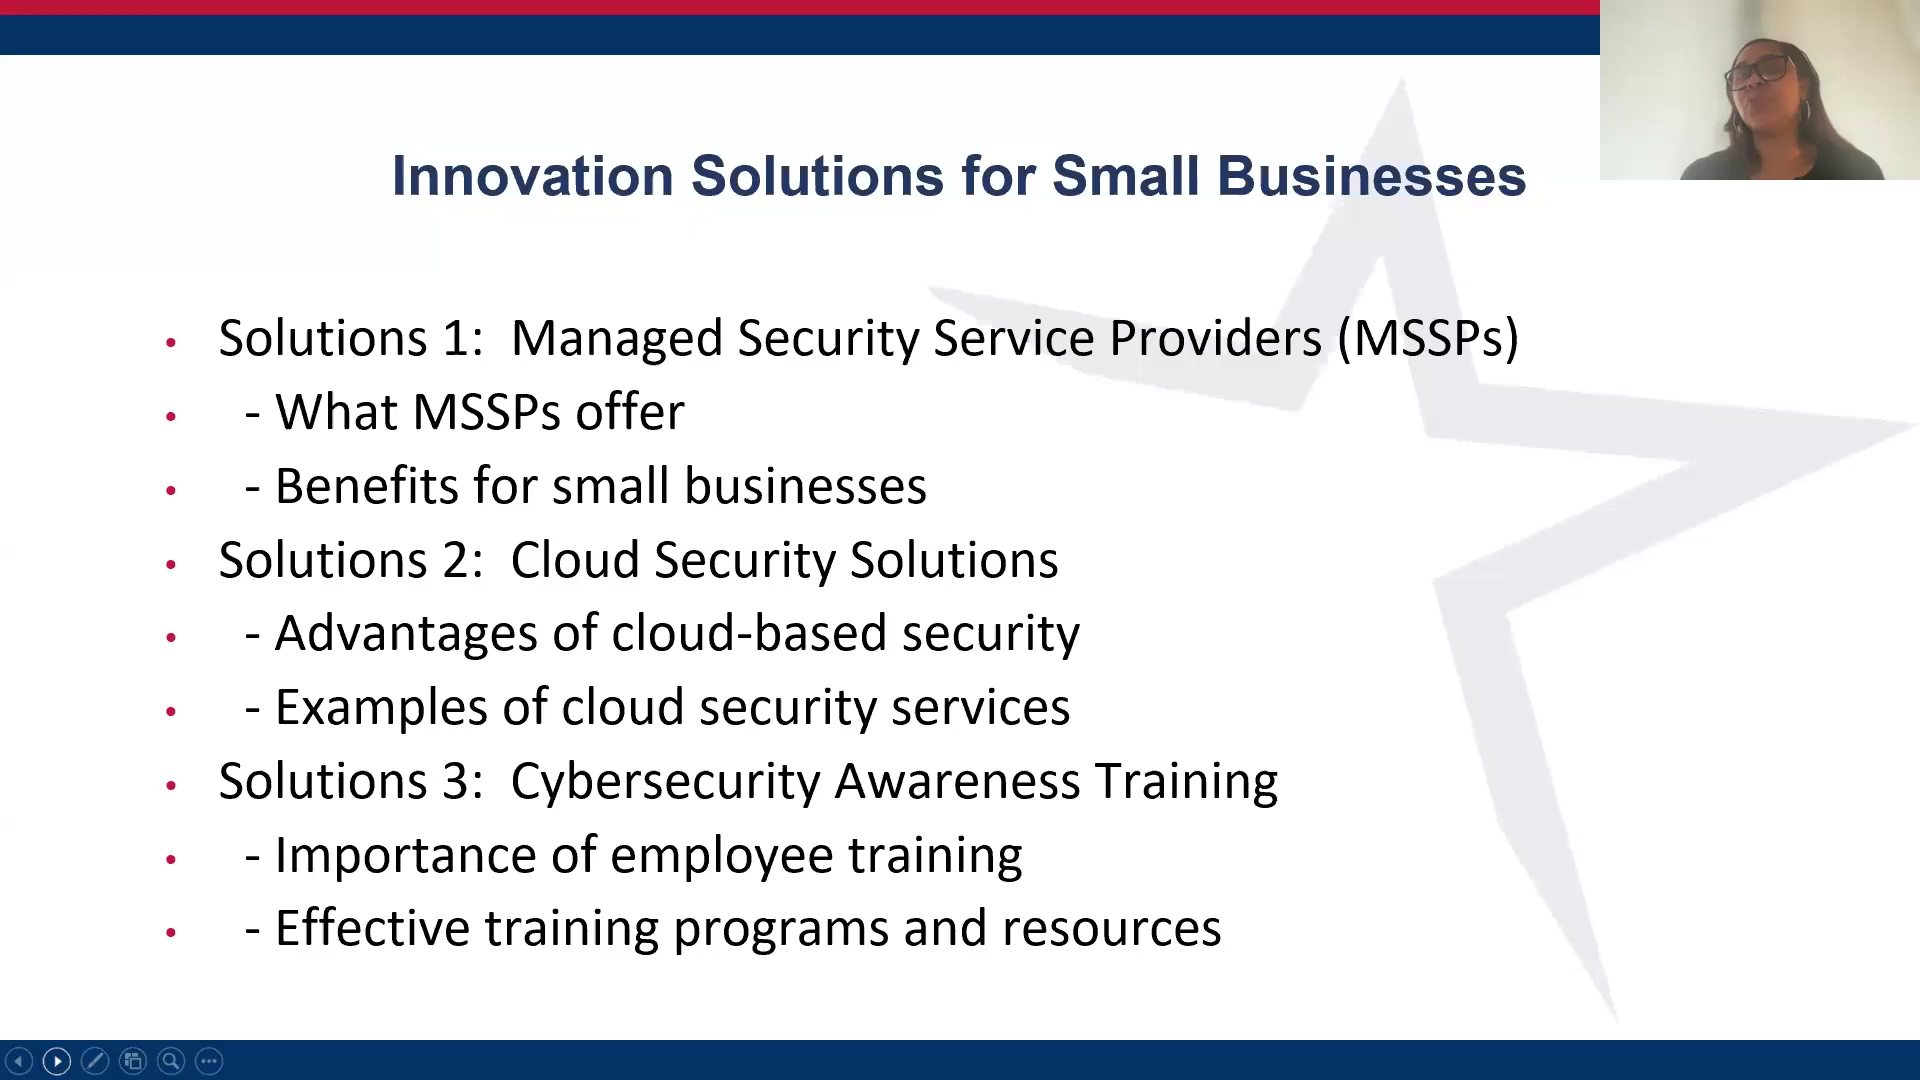 Innovation Solutions for Small Businesses
• Solutions 1:  Managed Security Service Providers (MSSPs)
• - What MSSPs offer
• - Benefits for small businesses
• Solutions 2:  Cloud Security Solutions
• - Advantages of cloud-based security
• - Examples of cloud security services
• Solutions 3:  Cybersecurity Awareness Training
• - Importance of employee training
• - Effective training programs and resources